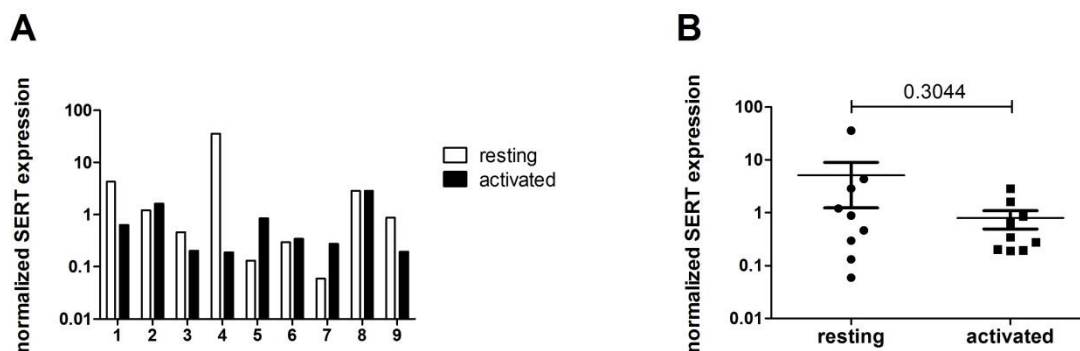 A
normalized SERT expression
100
10
1
0.1
0.01
1 2 3 4 5 6 7 8 9
resting
activated
B
normalized SERT expression
0.3044
100
10
1
0.1
0.01
resting activated